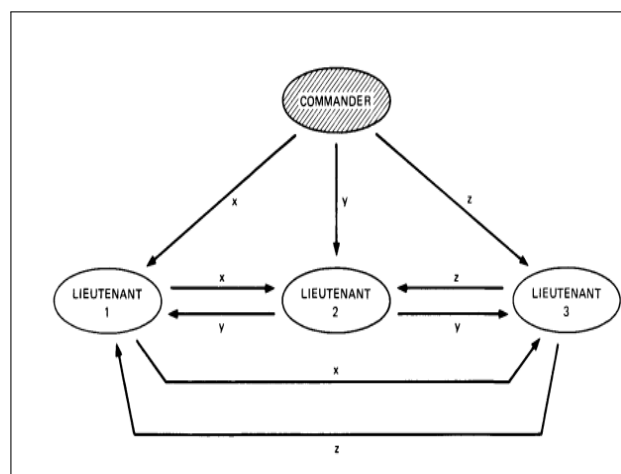 COMMANDER
x
y
z
LIEUTENANT
1
x
y
LIEUTENANT
2
z
y
LIEUTENANT
3
x
z